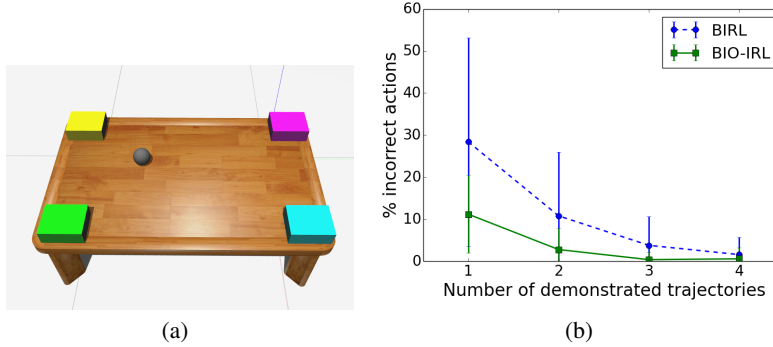 60
50
40
30
20
10
0
% incorrect actions
BIRL
BIO-IRL
1 2 3 4
Number of demonstrated trajectories
(a) (b)